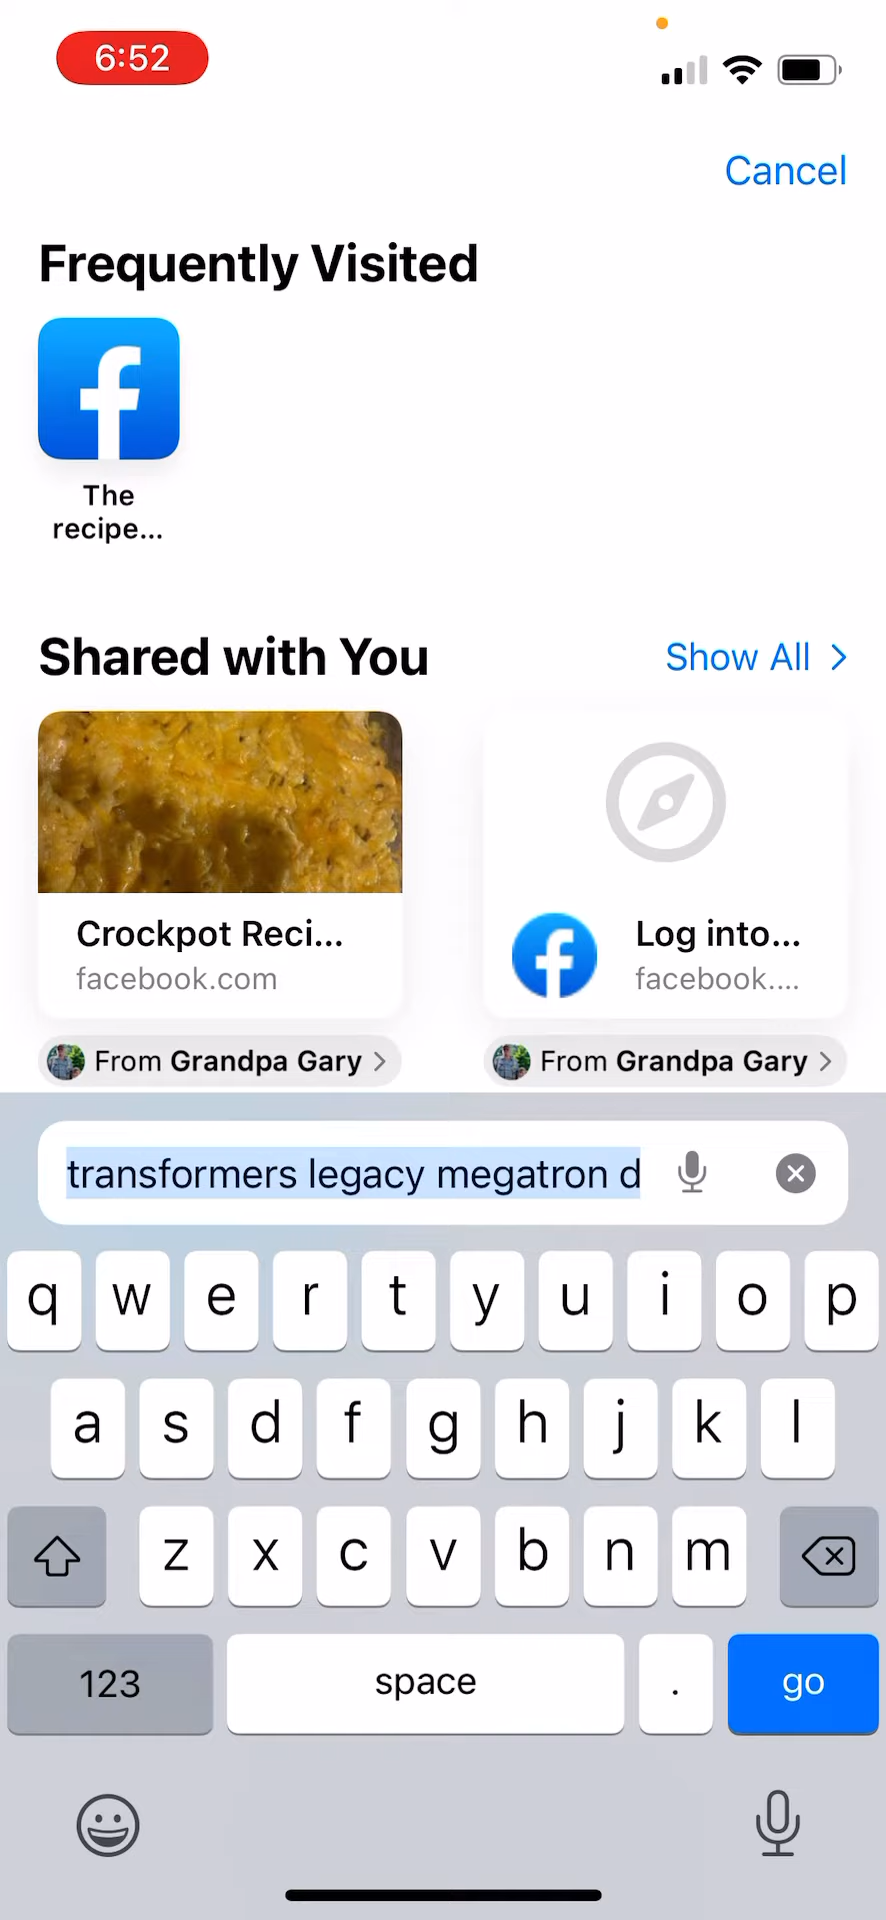 6:52
Cancel
Frequently Visited
The
recipe...
Shared with You
Show All
Crockpot Reci...
facebook.com
Log into...
facebook....
From Grandpa Gary
From Grandpa Gary
transformers legacy megatron d
q w e r t y u i o p
a s d f g h j k l
z x c v b n m
123 space . go